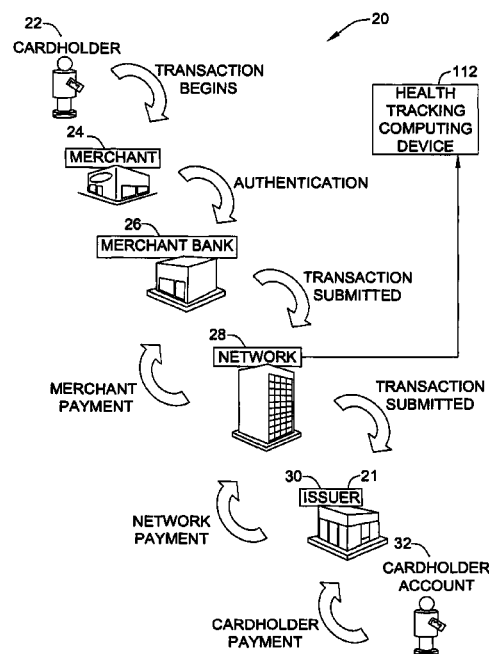 22
20
CARDHOLDER
TRANSACTION
BEGINS
112
HEALTH
TRACKING
COMPUTING
DEVICE
24
MERCHANT
AUTHENTICATION
26
MERCHANT BANK
TRANSACTION
SUBMITTED
28
NETWORK
MERCHANT
PAYMENT
TRANSACTION
SUBMITTED
30
21
ISSUER
NETWORK
PAYMENT
32
CARDHOLDER
ACCOUNT
CARDHOLDER
PAYMENT